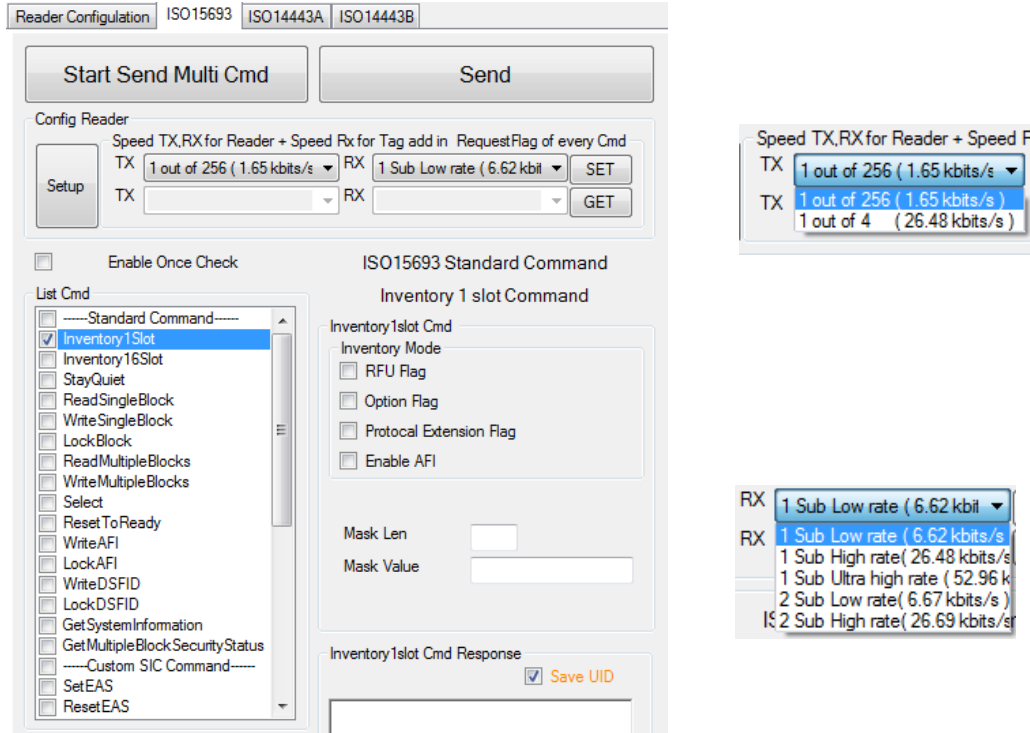 Reader Configulation ISO15693 ISO14443A ISO14443B
Start Send Multi Cmd Send
Config Reader
Speed TX,RX for Reader + Speed Rx for Tag add in RequestFlag of every Cmd
Setup
TX 1 out of 256 ( 1.65 kbits/s RX 1 Sub Low rate ( 6.62 kbit SET
TX RX GET
Enable Once Check
List Cmd
------Standard Command------
Inventory1Slot
Inventory16Slot
StayQuiet
ReadSingleBlock
WriteSingleBlock
LockBlock
ReadMultipleBlocks
WriteMultipleBlocks
Select
ResetToReady
WriteAFI
LockAFI
WriteDSFID
LockDSFID
GetSystemInformation
GetMultipleBlockSecurityStatus
------Custom SIC Command------
SetEAS
ResetEAS
ISO15693 Standard Command
Inventory 1 slot Command
Inventory1slot Cmd
Inventory Mode
RFU Flag
Option Flag
Protocal Extension Flag
Enable AFI
Mask Len
Mask Value
Inventory1slot Cmd Response
Save UID
Speed TX,RX for Reader + Speed
TX 1 out of 256 ( 1.65 kbits/s
TX
1 out of 256 ( 1.65 kbits/s )
1 out of 4 ( 26.48 kbits/s )
RX 1 Sub Low rate ( 6.62 kbit
RX
1 Sub Low rate ( 6.62 kbits/s
1 Sub High rate( 26.48 kbits/s
1 Sub Ultra high rate ( 52.96 k
2 Sub Low rate( 6.67 kbits/s )
2 Sub High rate( 26.69 kbits/s